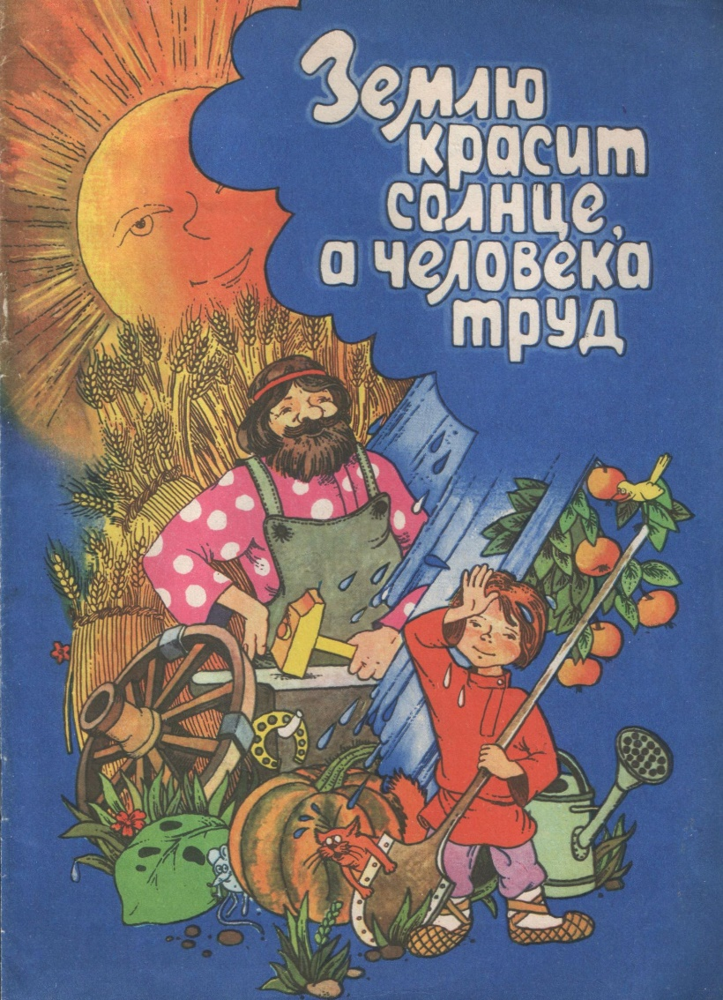 Землю
красит
солнце,
а человека
труд